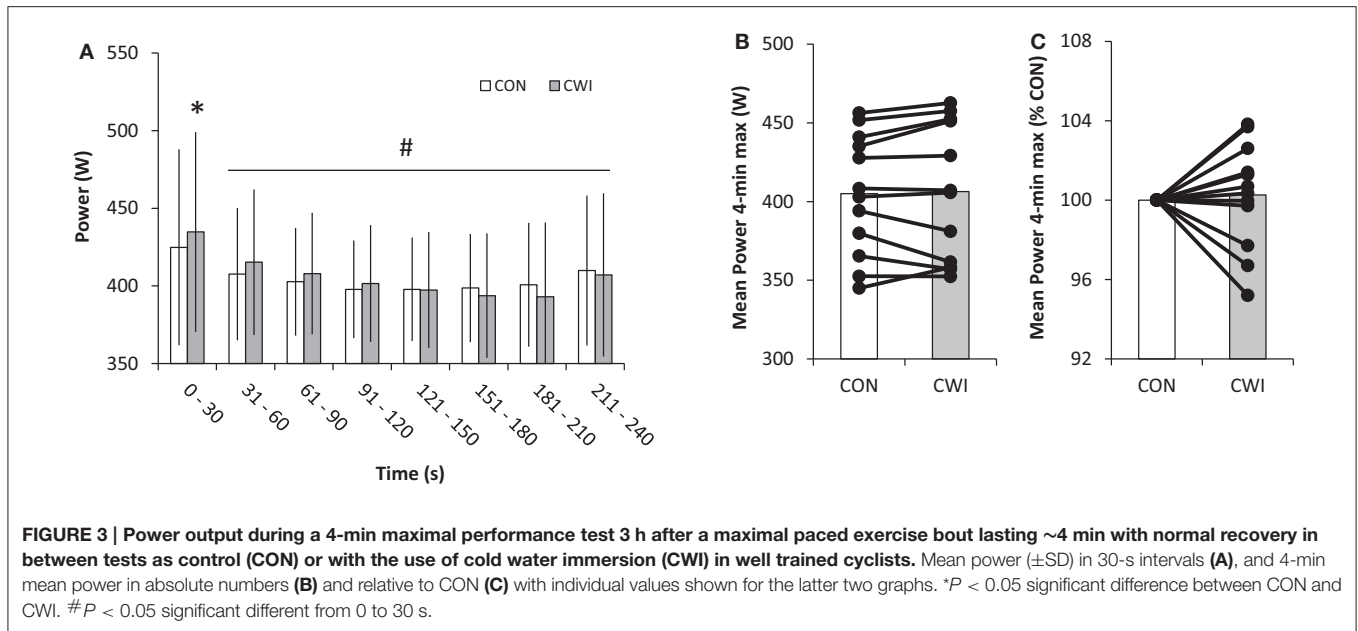 A
Power (W)
550
500
450
400
350
CON CWI
*
#
0 - 30
31 - 60
61 - 90
91 - 120
121 - 150
151 - 180
181 - 210
211 - 240
Time (s)
B
Mean Power 4-min max (W)
500
450
400
350
300
CON CWI
C
Mean Power 4-min max (% CON)
108
104
100
96
92
CON CWI
FIGURE 3 | Power output during a 4-min maximal performance test 3 h after a maximal paced exercise bout lasting ~4 min with normal recovery in
between tests as control (CON) or with the use of cold water immersion (CWI) in well trained cyclists. Mean power (±SD) in 30-s intervals (A), and 4-min
mean power in absolute numbers (B) and relative to CON (C) with individual values shown for the latter two graphs. *P < 0.05 significant difference between CON and
CWI. #P < 0.05 significant different from 0 to 30 s.